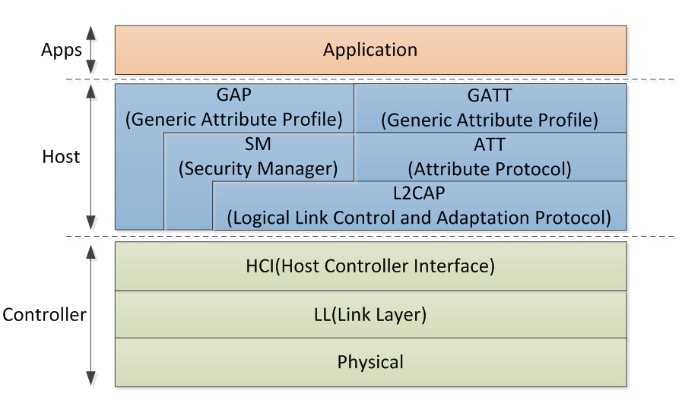 Apps
Application
Host
GAP
(Generic Attribute Profile)
GATT
(Generic Attribute Profile)
SM
(Security Manager)
ATT
(Attribute Protocol)
L2CAP
(Logical Link Control and Adaptation Protocol)
Controller
HCI(Host Controller Interface)
LL(Link Layer)
Physical